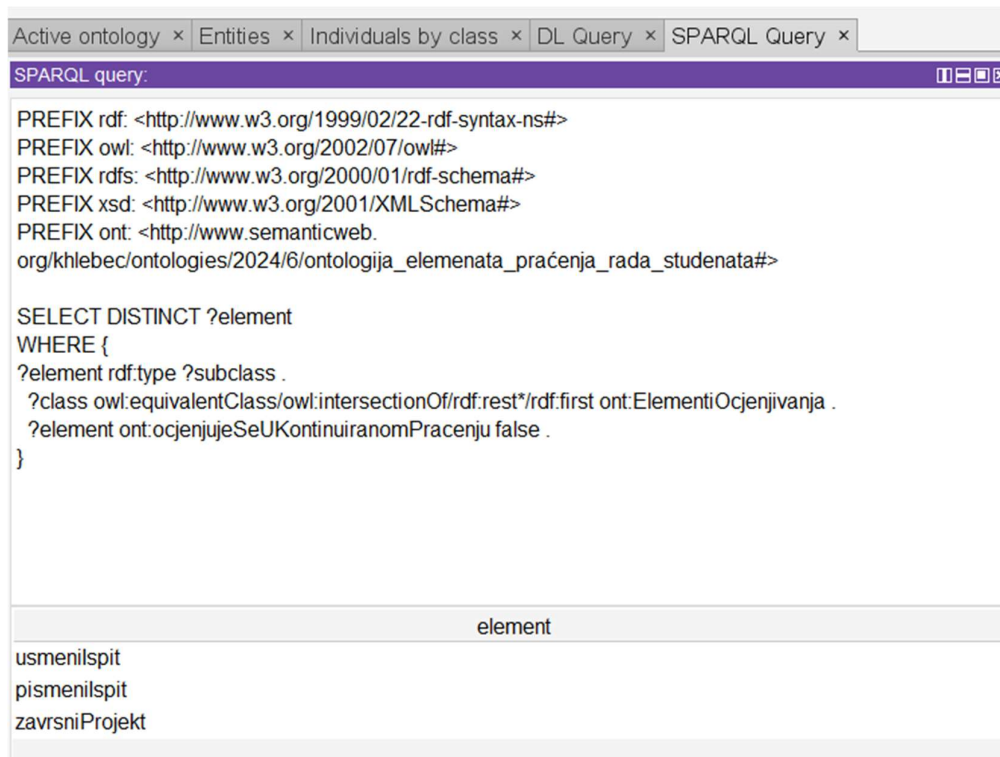 Active ontology × Entities × Individuals by class × DL Query × SPARQL Query ×
SPARQL query:
PREFIX rdf: <http://www.w3.org/1999/02/22-rdf-syntax-ns#>
PREFIX owl: <http://www.w3.org/2002/07/owl#>
PREFIX rdfs: <http://www.w3.org/2000/01/rdf-schema#>
PREFIX xsd: <http://www.w3.org/2001/XMLSchema#>
PREFIX ont: <http://www.semanticweb.
org/khlebec/ontologies/2024/6/ontologija_elemenata_praćenja_rada_studenata#>
SELECT DISTINCT ?element
WHERE {
?element rdf:type ?subclass .
?class owl:equivalentClass/owl:intersectionOf/rdf:rest*/rdf:first ont:ElementiOcjenjivanja .
?element ont:ocjenjujeSeUKontinuiranomPracenju false .
}
element
usmeniIspit
pismeniIspit
zavrsniProjekt